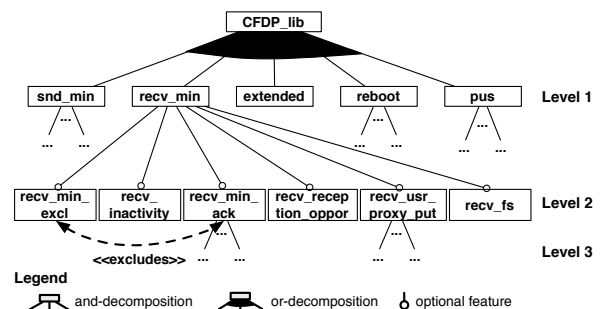 CFDP_lib
snd_min recv_min extended reboot pus Level 1
... ... ...
... ... ... ... ... ...
recv_min_ recv_ recv_min_ recv_recep recv_usr_ recv_fs Level 2
excl inactivity ack tion_oppor proxy_put
... ...
<<excludes>> ... ... ... ... Level 3
Legend
and-decomposition or-decomposition optional feature